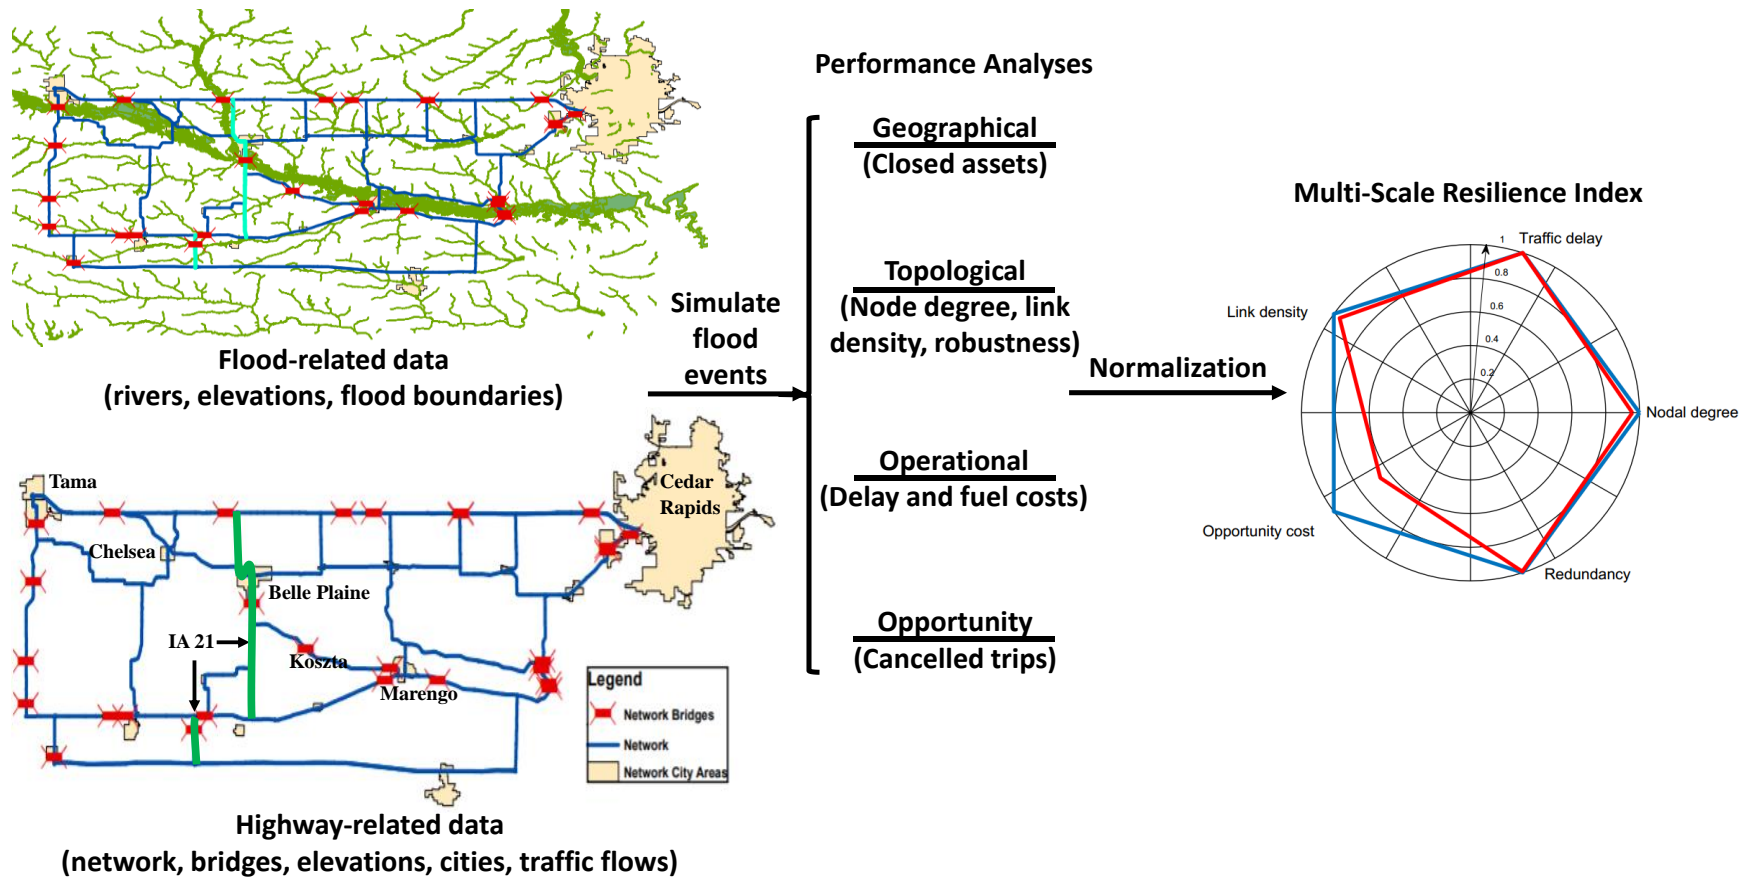 Flood-related data
(rivers, elevations, flood boundaries)
Tama
Chelsea
Belle Plaine
IA 21
Koszta
Marengo
Cedar
Rapids
Legend
Network Bridges
Network
Network City Areas
Highway-related data
(network, bridges, elevations, cities, traffic flows)
Simulate
flood
events
Performance Analyses
Geographical
(Closed assets)
Topological
(Node degree, link
density, robustness)
Operational
(Delay and fuel costs)
Opportunity
(Cancelled trips)
Normalization
Multi-Scale Resilience Index
1
Traffic delay
0.8
Link density
0.6
0.4
0.2
Nodal degree
Opportunity cost
Redundancy